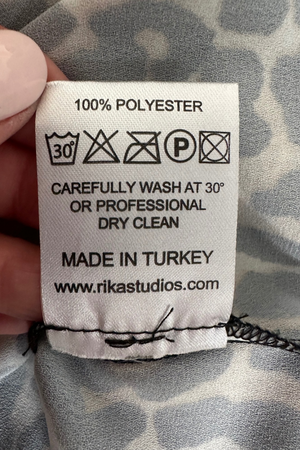 100% POLYESTER
30°
P
CAREFULLY WASH AT 30°
OR PROFESSIONAL
DRY CLEAN
MADE IN TURKEY
www.rikastudios.com